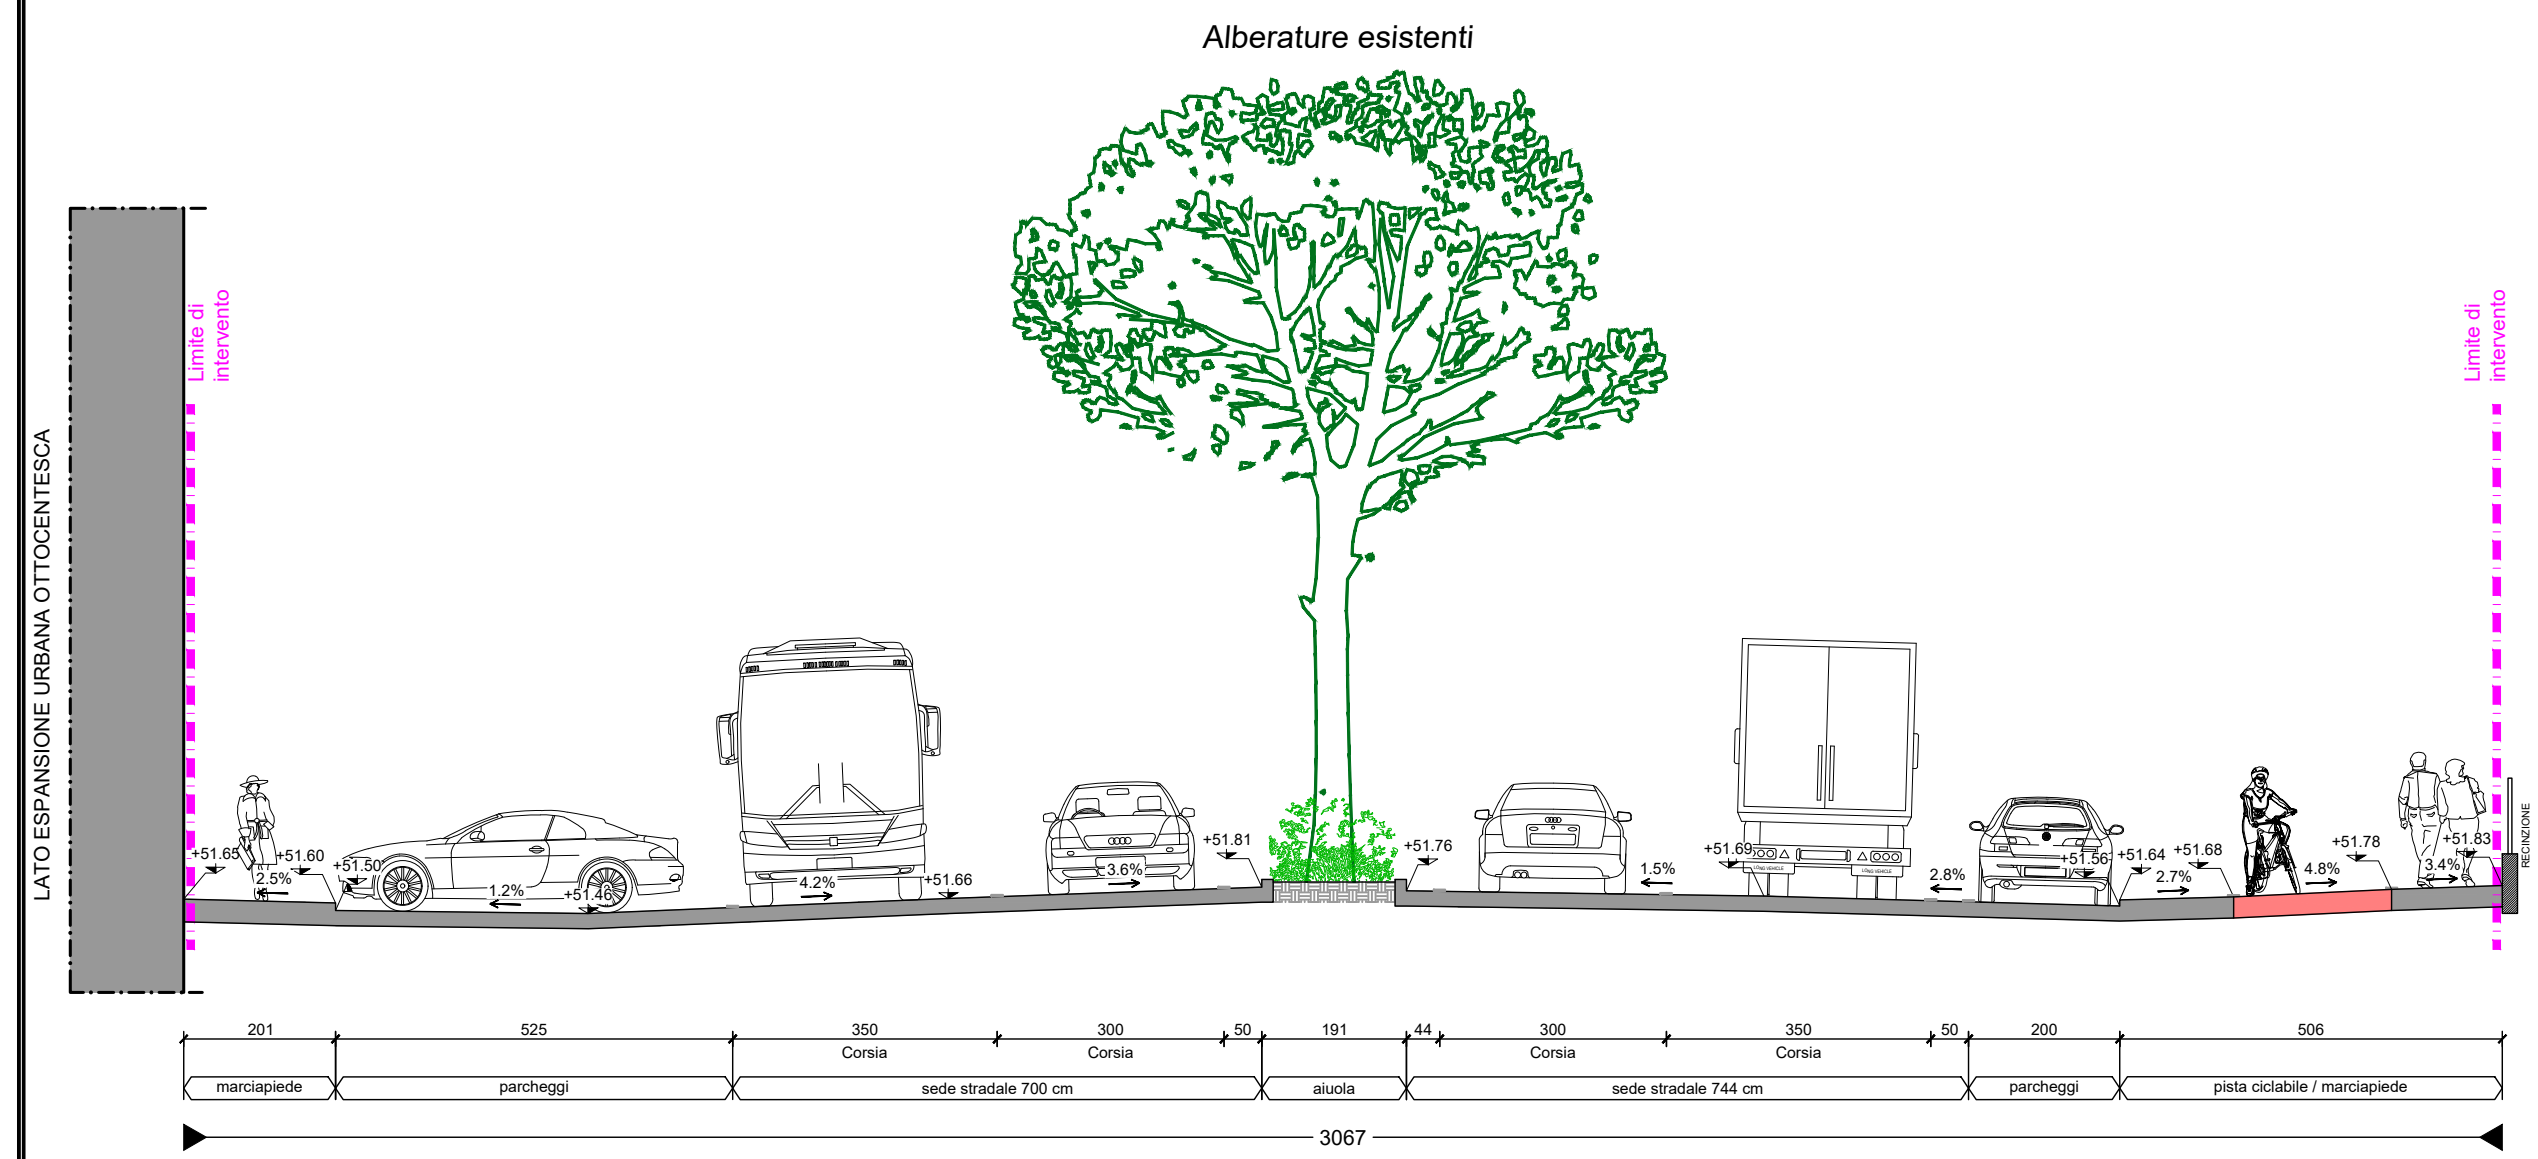 Alberature esistenti
LATO ESPANSIONE URBANA OTTOCENTESCA
Limite di
intervento
Limite di
intervento
RECINZIONE
+51.65
2.5%
+51.60
+51.50
1.2%
+51.46
4.2%
+51.66
3.6%
+51.81
+51.76
1.5%
+51.69
LONG VEHICLE
LONG VEHICLE
2.8%
+51.56
+51.64
2.7%
+51.68
4.8%
+51.78
3.4%
+51.83
201 525 350 300 50 191 44 300 350 50 200 506
Corsia Corsia Corsia Corsia
marciapiede parcheggi sede stradale 700 cm aiuola sede stradale 744 cm parcheggi pista ciclabile / marciapiede
3067